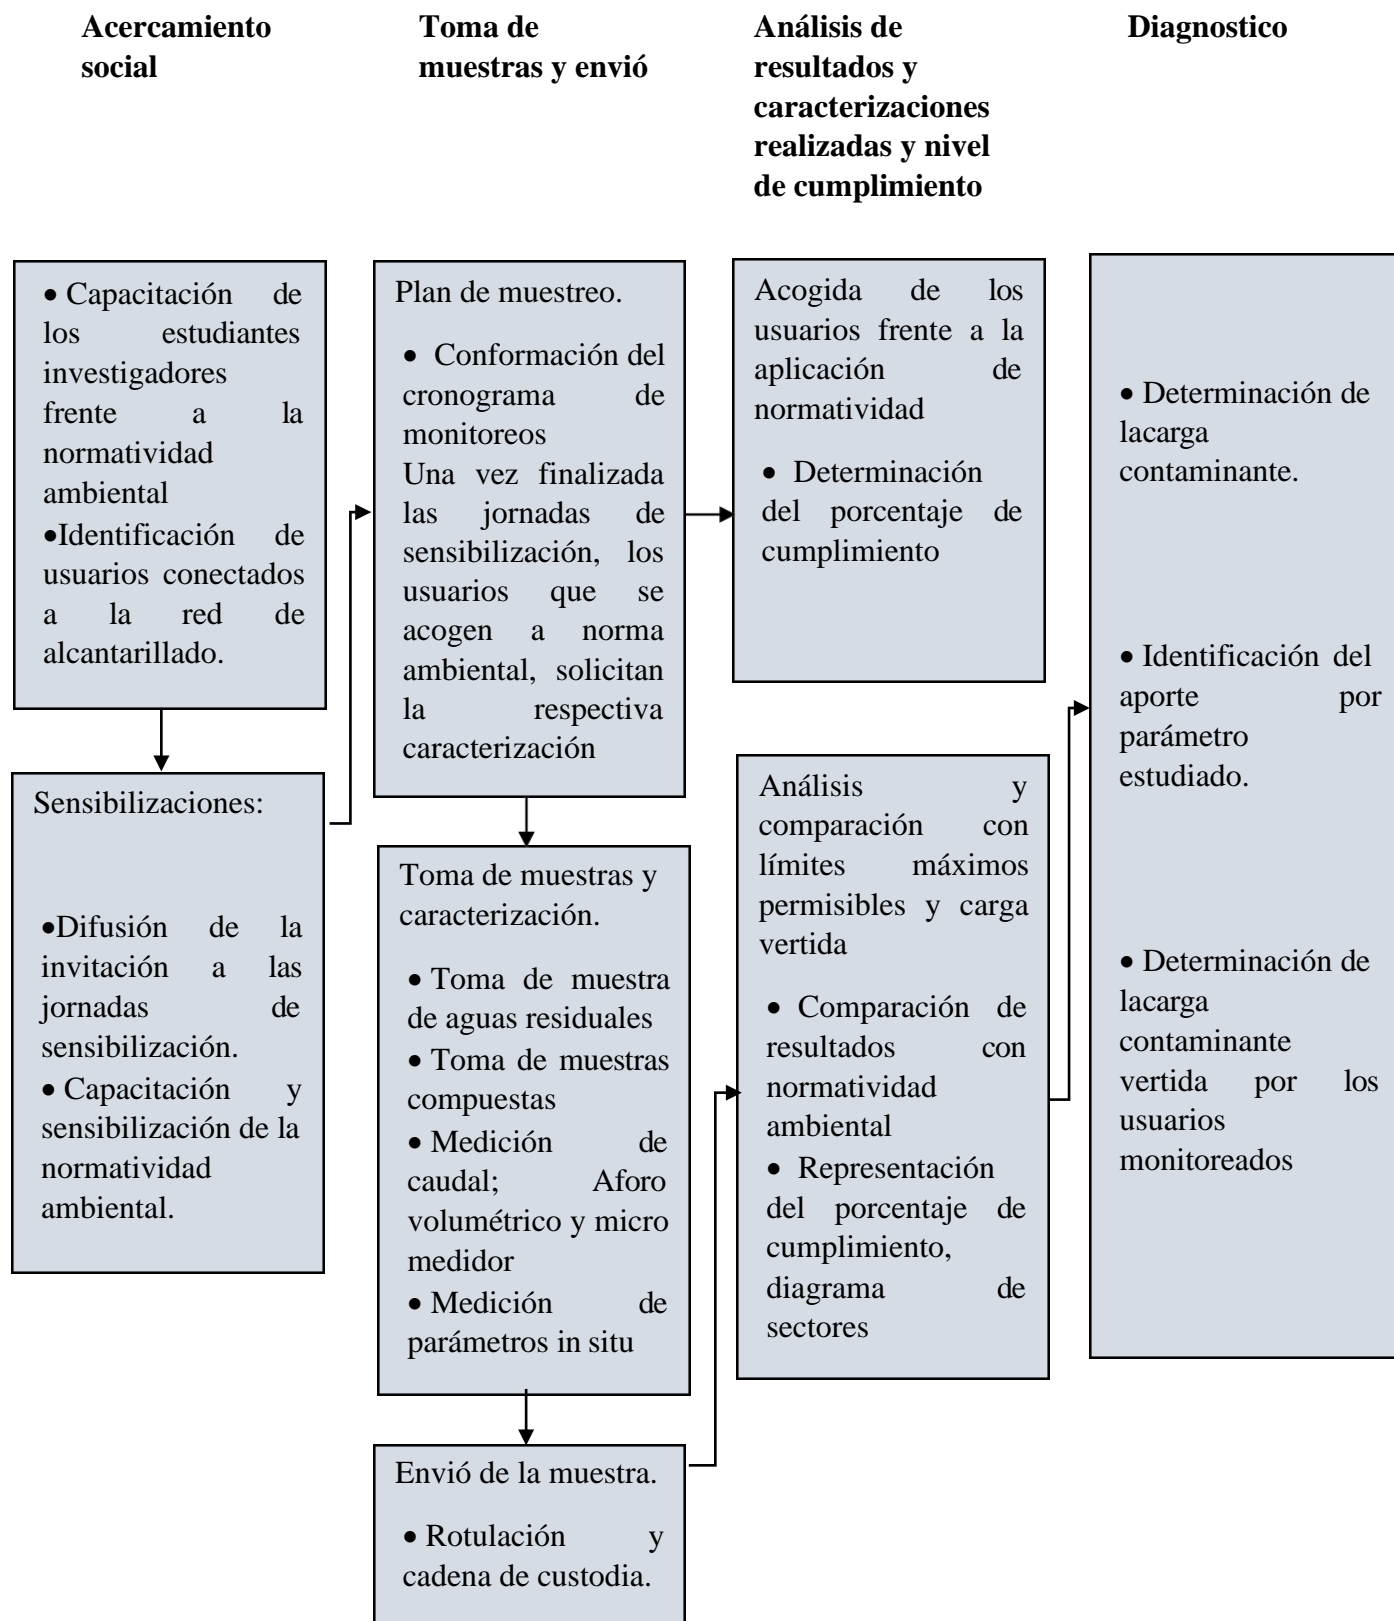 Acercamiento
social
Toma de
muestras y envió
Análisis de
resultados y
caracterizaciones
realizadas y nivel
de cumplimiento
Diagnostico
• Capacitación de
los estudiantes
investigadores
frente a la
normatividad
ambiental
•Identificación de
usuarios conectados
a la red de
alcantarillado.
Sensibilizaciones:
•Difusión de la
invitación a las
jornadas de
sensibilización.
• Capacitación y
sensibilización de la
normatividad
ambiental.
Plan de muestreo.
• Conformación del
cronograma de
monitoreos
Una vez finalizada
las jornadas de
sensibilización, los
usuarios que se
acogen a norma
ambiental, solicitan
la respectiva
caracterización
Toma de muestras y
caracterización.
• Toma de muestra
de aguas residuales
• Toma de muestras
compuestas
• Medición de
caudal; Aforo
volumétrico y micro
medidor
• Medición de
parámetros in situ
Envió de la muestra.
• Rotulación y
cadena de custodia.
Acogida de los
usuarios frente a la
aplicación de
normatividad
• Determinación
del porcentaje de
cumplimiento
Análisis y
comparación con
límites máximos
permisibles y carga
vertida
• Comparación de
resultados con
normatividad
ambiental
• Representación
del porcentaje de
cumplimiento,
diagrama de
sectores
• Determinación de
lacarga
contaminante.
• Identificación del
aporte por
parámetro
estudiado.
• Determinación de
lacarga
contaminante
vertida por los
usuarios
monitoreados